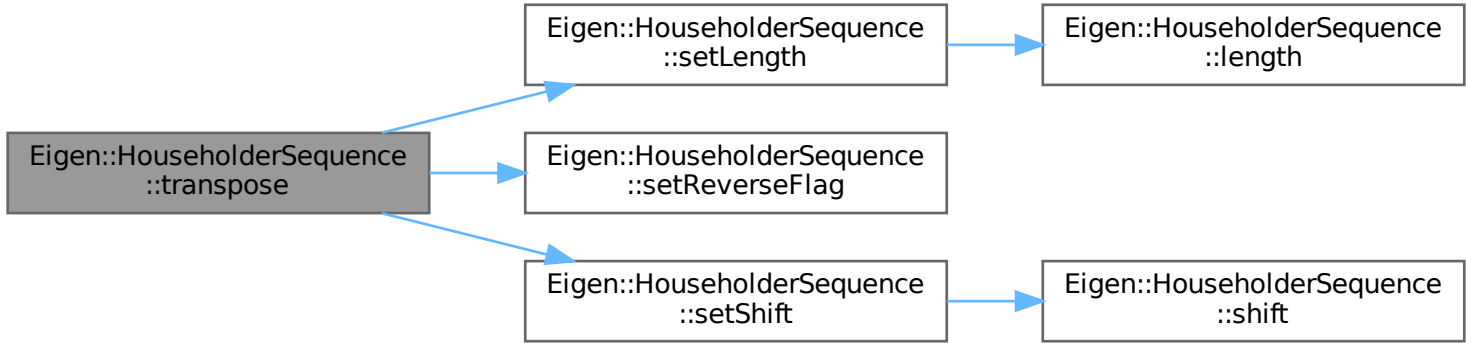 Eigen::HouseholderSequence
::transpose
Eigen::HouseholderSequence
::setLength
Eigen::HouseholderSequence
::length
Eigen::HouseholderSequence
::setReverseFlag
Eigen::HouseholderSequence
::setShift
Eigen::HouseholderSequence
::shift